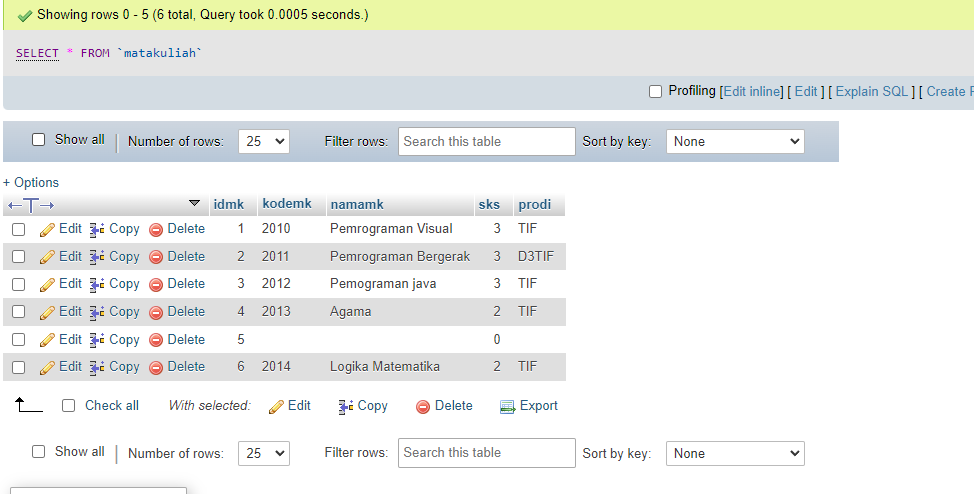 Showing rows 0 - 5 (6 total, Query took 0.0005 seconds.)
SELECT * FROM `matakuliah`
Profiling [Edit inline] [ Edit ] [ Explain SQL ] [ Create
Show all Number of rows: 25 Filter rows: Search this table Sort by key: None
+ Options
←T→ idmk kodemk namamk sks prodi
Edit Copy Delete 1 2010 Pemrograman Visual 3 TIF
Edit Copy Delete 2 2011 Pemrograman Bergerak 3 D3TIF
Edit Copy Delete 3 2012 Pemograman java 3 TIF
Edit Copy Delete 4 2013 Agama 2 TIF
Edit Copy Delete 5 0
Edit Copy Delete 6 2014 Logika Matematika 2 TIF
Check all With selected: Edit Copy Delete Export
Show all Number of rows: 25 Filter rows: Search this table Sort by key: None